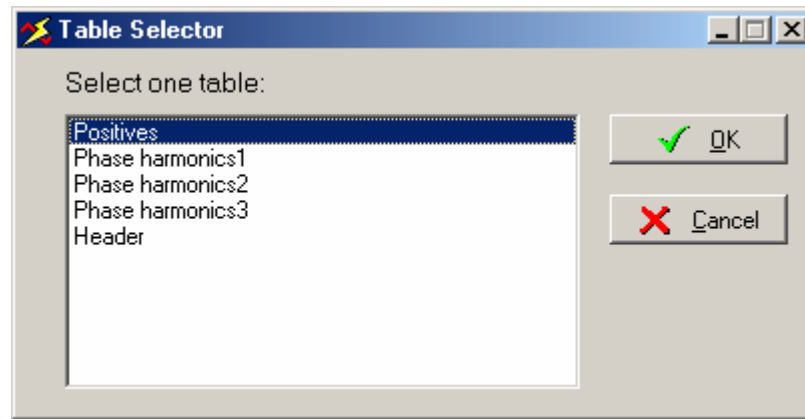 Table Selector
Select one table:
Positives
Phase harmonics1
Phase harmonics2
Phase harmonics3
Header
OK
Cancel